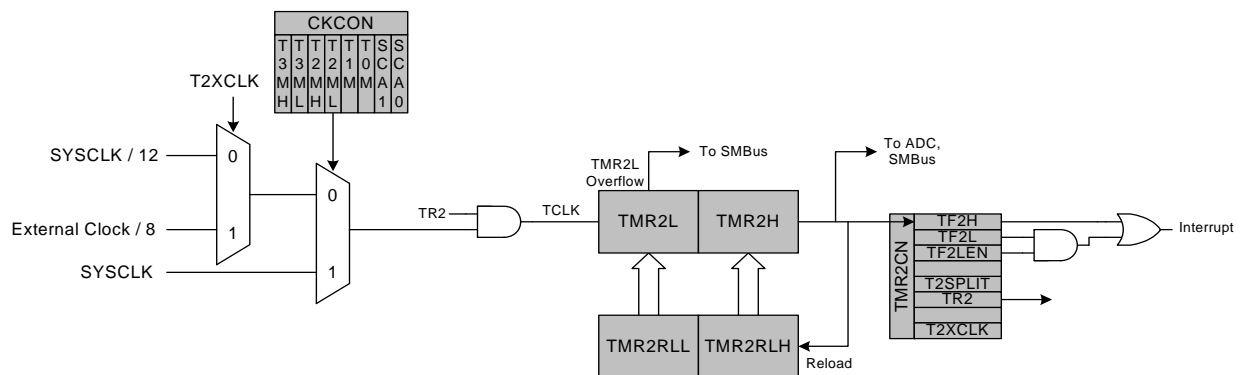 CKCON
T3MH
T3ML
T2MH
T2ML
T1M
T0M
SCA1
SCA0
T2XCLK
SYSCLK / 12
0
External Clock / 8
1
SYSCLK
0
1
TR2
TCLK
TMR2L
Overflow
To SMBus
To ADC,
SMBus
TMR2L
TMR2H
TMR2RLL
TMR2RLH
Reload
TMR2CN
TF2H
TF2L
TF2LEN
T2SPLIT
TR2
T2XCLK
Interrupt